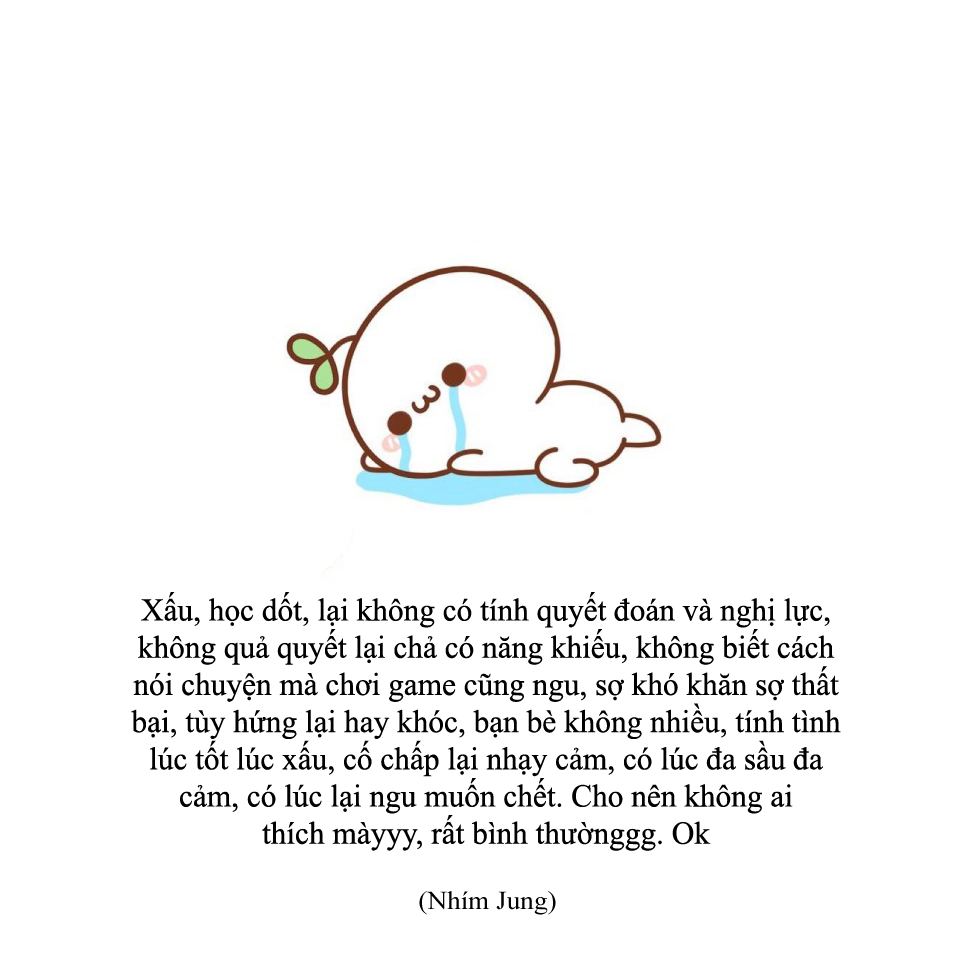 Xấu, học dốt, lại không có tính quyết đoán và nghị lực,
không quả quyết lại chả có năng khiếu, không biết cách
nói chuyện mà chơi game cũng ngu, sợ khó khăn sợ thất
bại, tùy hứng lại hay khóc, bạn bè không nhiều, tính tình
lúc tốt lúc xấu, cố chấp lại nhạy cảm, có lúc đa sầu đa
cảm, có lúc lại ngu muốn chết. Cho nên không ai
thích màyyy, rất bình thườnggg. Ok
(Nhím Jung)